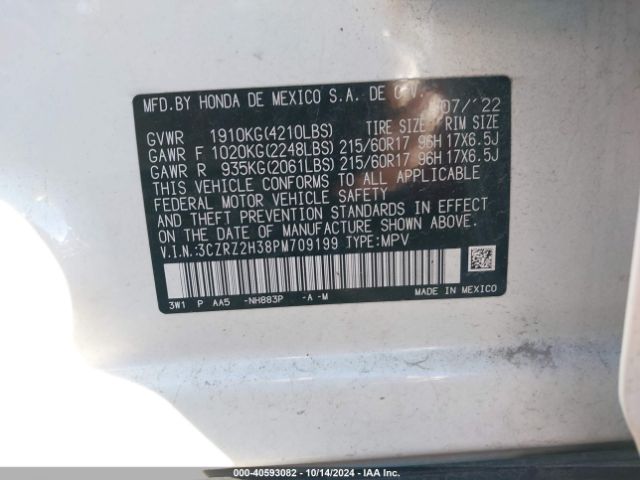 MFD.BY HONDA DE MEXICO S.A. DE C.V. 07/'22
TIRE SIZE RIM SIZE
GVWR 1910KG(4210LBS)
GAWR F 1020KG(2248LBS) 215/60R17 96H 17X6.5J
GAWR R 935KG(2061LBS) 215/60R17 96H 17X6.5J
THIS VEHICLE CONFORMS TO ALL APPLICABLE
FEDERAL MOTOR VEHICLE SAFETY
AND THEFT PREVENTION STANDARDS IN EFFECT
ON THE DATE OF MANUFACTURE SHOWN ABOVE.
V.I.N.:3CZRZ2H38PM709199 TYPE:MPV
3W1 P AA5 -NH883P -A -M
MADE IN MEXICO
500-40593082 - 10/14/2024 - IAA Inc.